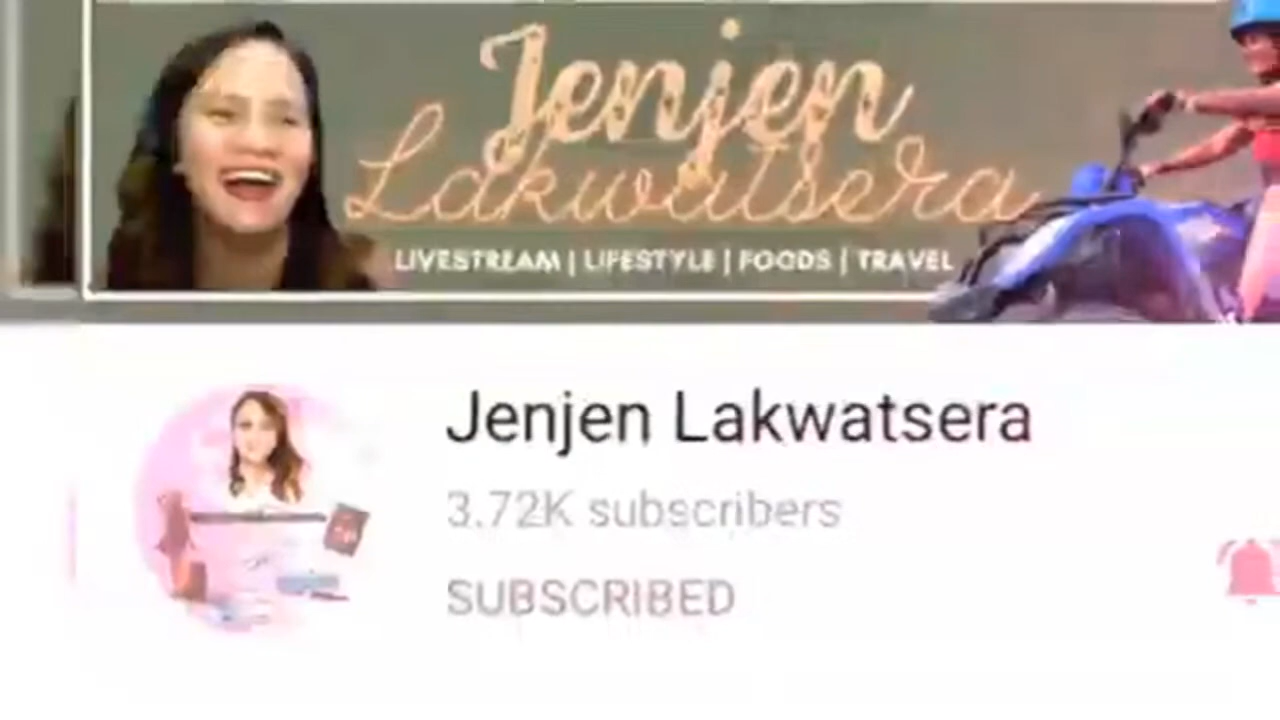 Jenjen
Lakwatsera
LIVESTREAM | LIFESTYLE | FOODS | TRAVEL
Jenjen Lakwatsera
3.72K subscribers
SUBSCRIBED